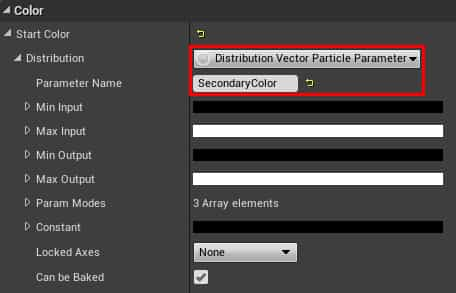 Color
Start Color
Distribution Distribution Vector Particle Parameter
Parameter Name SecondaryColor
Min Input
Max Input
Min Output
Max Output
Param Modes 3 Array elements
Constant
Locked Axes None
Can be Baked